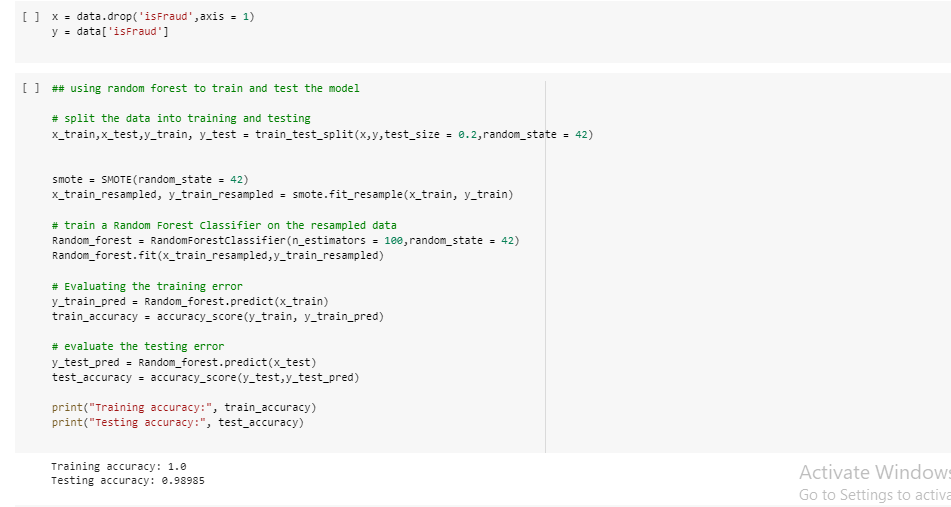 [ ] x = data.drop('isFraud',axis = 1)
y = data['isFraud']
[ ] ## using random forest to train and test the model
# split the data into training and testing
x_train,x_test,y_train, y_test = train_test_split(x,y,test_size = 0.2,random_state = 42)
smote = SMOTE(random_state = 42)
x_train_resampled, y_train_resampled = smote.fit_resample(x_train, y_train)
# train a Random Forest Classifier on the resampled data
Random_forest = RandomForestClassifier(n_estimators = 100,random_state = 42)
Random_forest.fit(x_train_resampled,y_train_resampled)
# Evaluating the training error
y_train_pred = Random_forest.predict(x_train)
train_accuracy = accuracy_score(y_train, y_train_pred)
# evaluate the testing error
y_test_pred = Random_forest.predict(x_test)
test_accuracy = accuracy_score(y_test,y_test_pred)
print("Training accuracy:", train_accuracy)
print("Testing accuracy:", test_accuracy)
Training accuracy: 1.0
Testing accuracy: 0.98985
Activate Windows
Go to Settings to activa